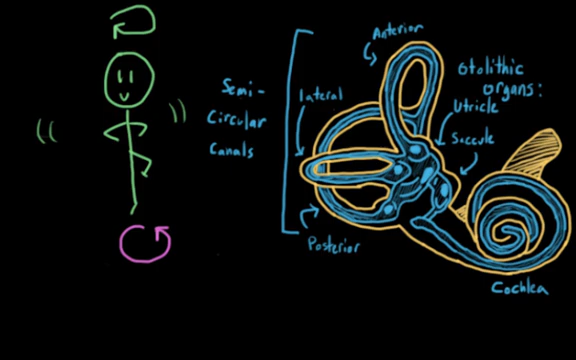 Anterior
Semi-
Circular
Canals
lateral
Posterior
Otolithic
organs:
Utricle
Saccule
Cochlea